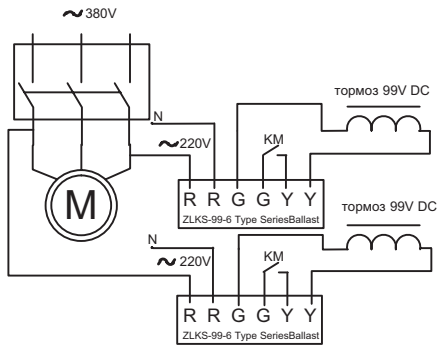 ~380V
тормоз 99V DC
N
~220V
KM
M
R R G G Y Y
ZLKS-99-6 Type SeriesBallast
тормоз 99V DC
N
~220V
KM
R R G G Y Y
ZLKS-99-6 Type SeriesBallast